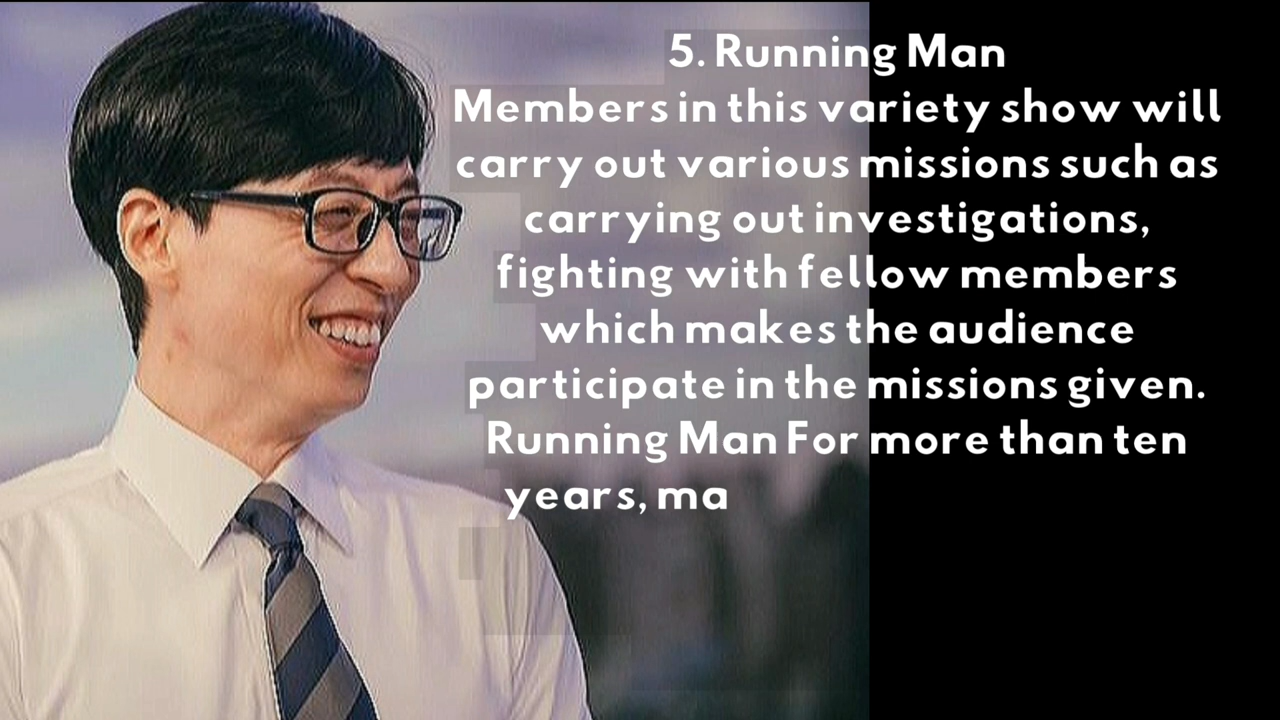 5. Running Man
Members in this variety show will
carry out various missions such as
carrying out investigations,
fighting with fellow members
which makes the audience
participate in the missions given.
Running Man For more than ten
years, ma